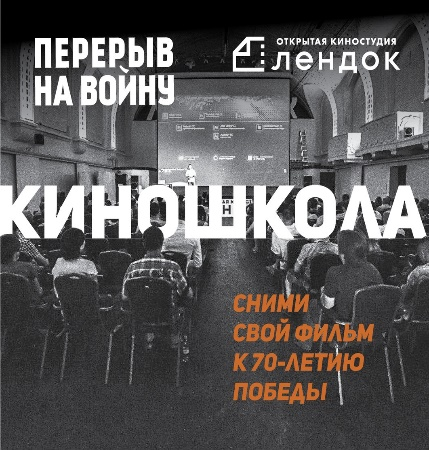 ПЕРЕРЫВ
НА ВОЙНУ
ОТКРЫТАЯ КИНОСТУДИЯ
ЛЕНДОК
КИНОШКОЛА
СНИМИ
СВОЙ ФИЛЬМ
К 70-ЛЕТИЮ
ПОБЕДЫ